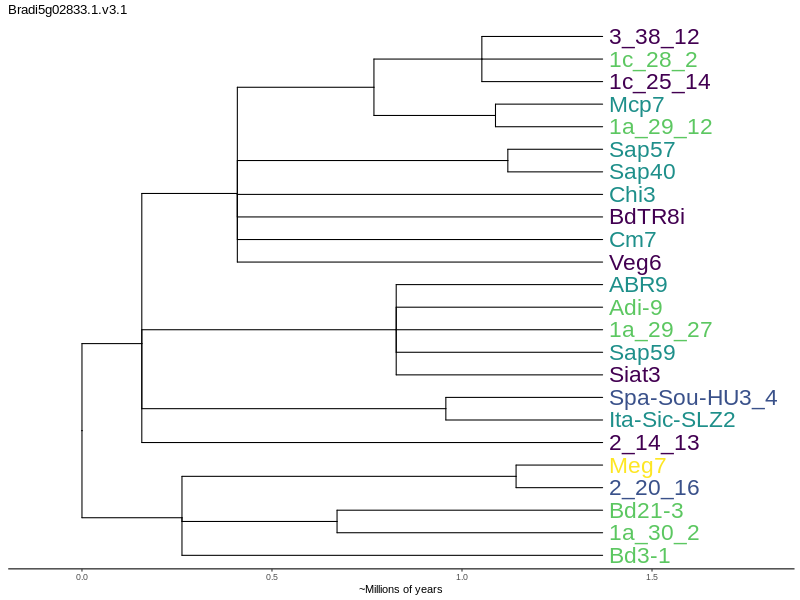 Bradi5g02833.1.v3.1
3_38_12
1c_28_2
1c_25_14
Mcp7
1a_29_12
Sap57
Sap40
Chi3
BdTR8i
Cm7
Veg6
ABR9
Adi-9
1a_29_27
Sap59
Siat3
Spa-Sou-HU3_4
Ita-Sic-SLZ2
2_14_13
Meg7
2_20_16
Bd21-3
1a_30_2
Bd3-1
0.0 0.5 1.0 1.5
~Millions of years